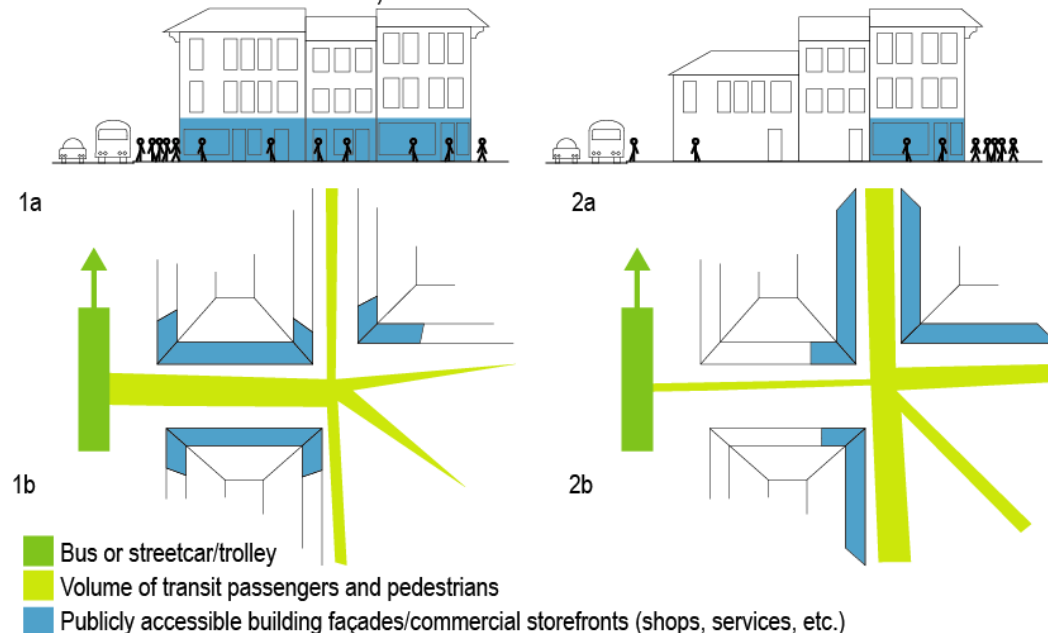 1a
2a
1b
2b
Bus or streetcar/trolley
Volume of transit passengers and pedestrians
Publicly accessible building façades/commercial storefronts (shops, services, etc.)